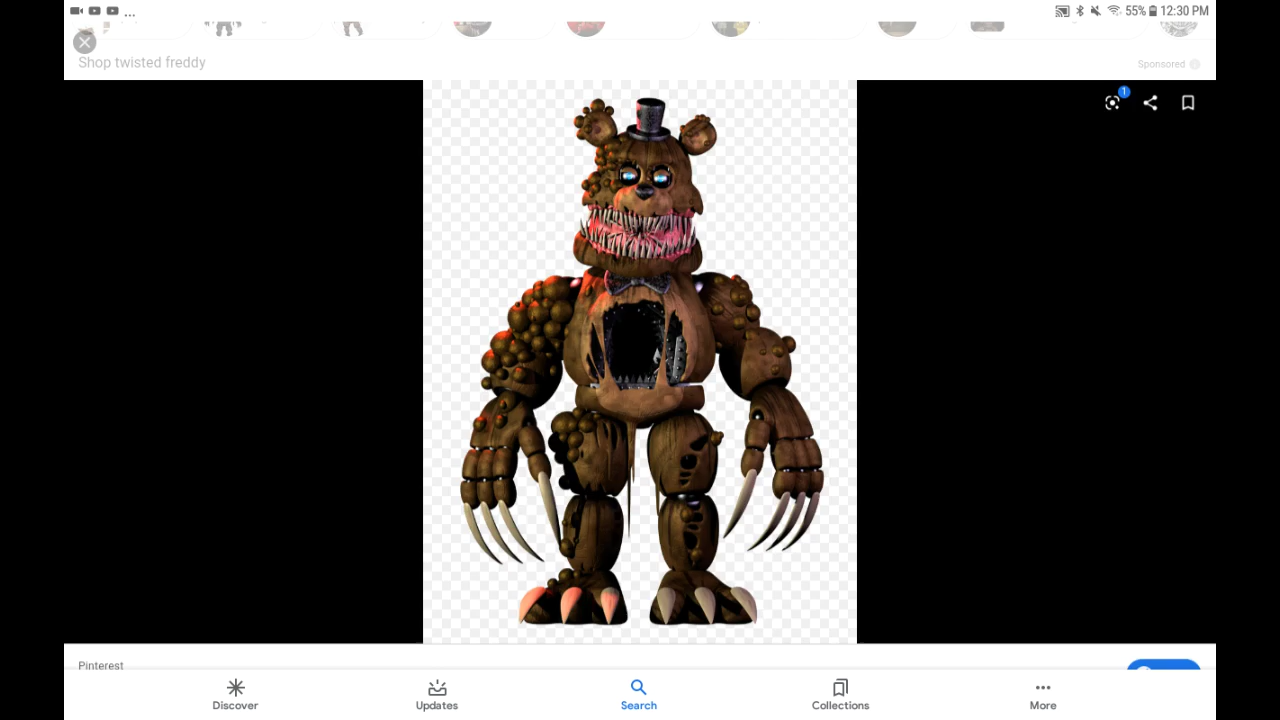 ... 55% 12:30 PM
Shop twisted freddy Sponsored
1
Pinterest
Discover Updates Search Collections More